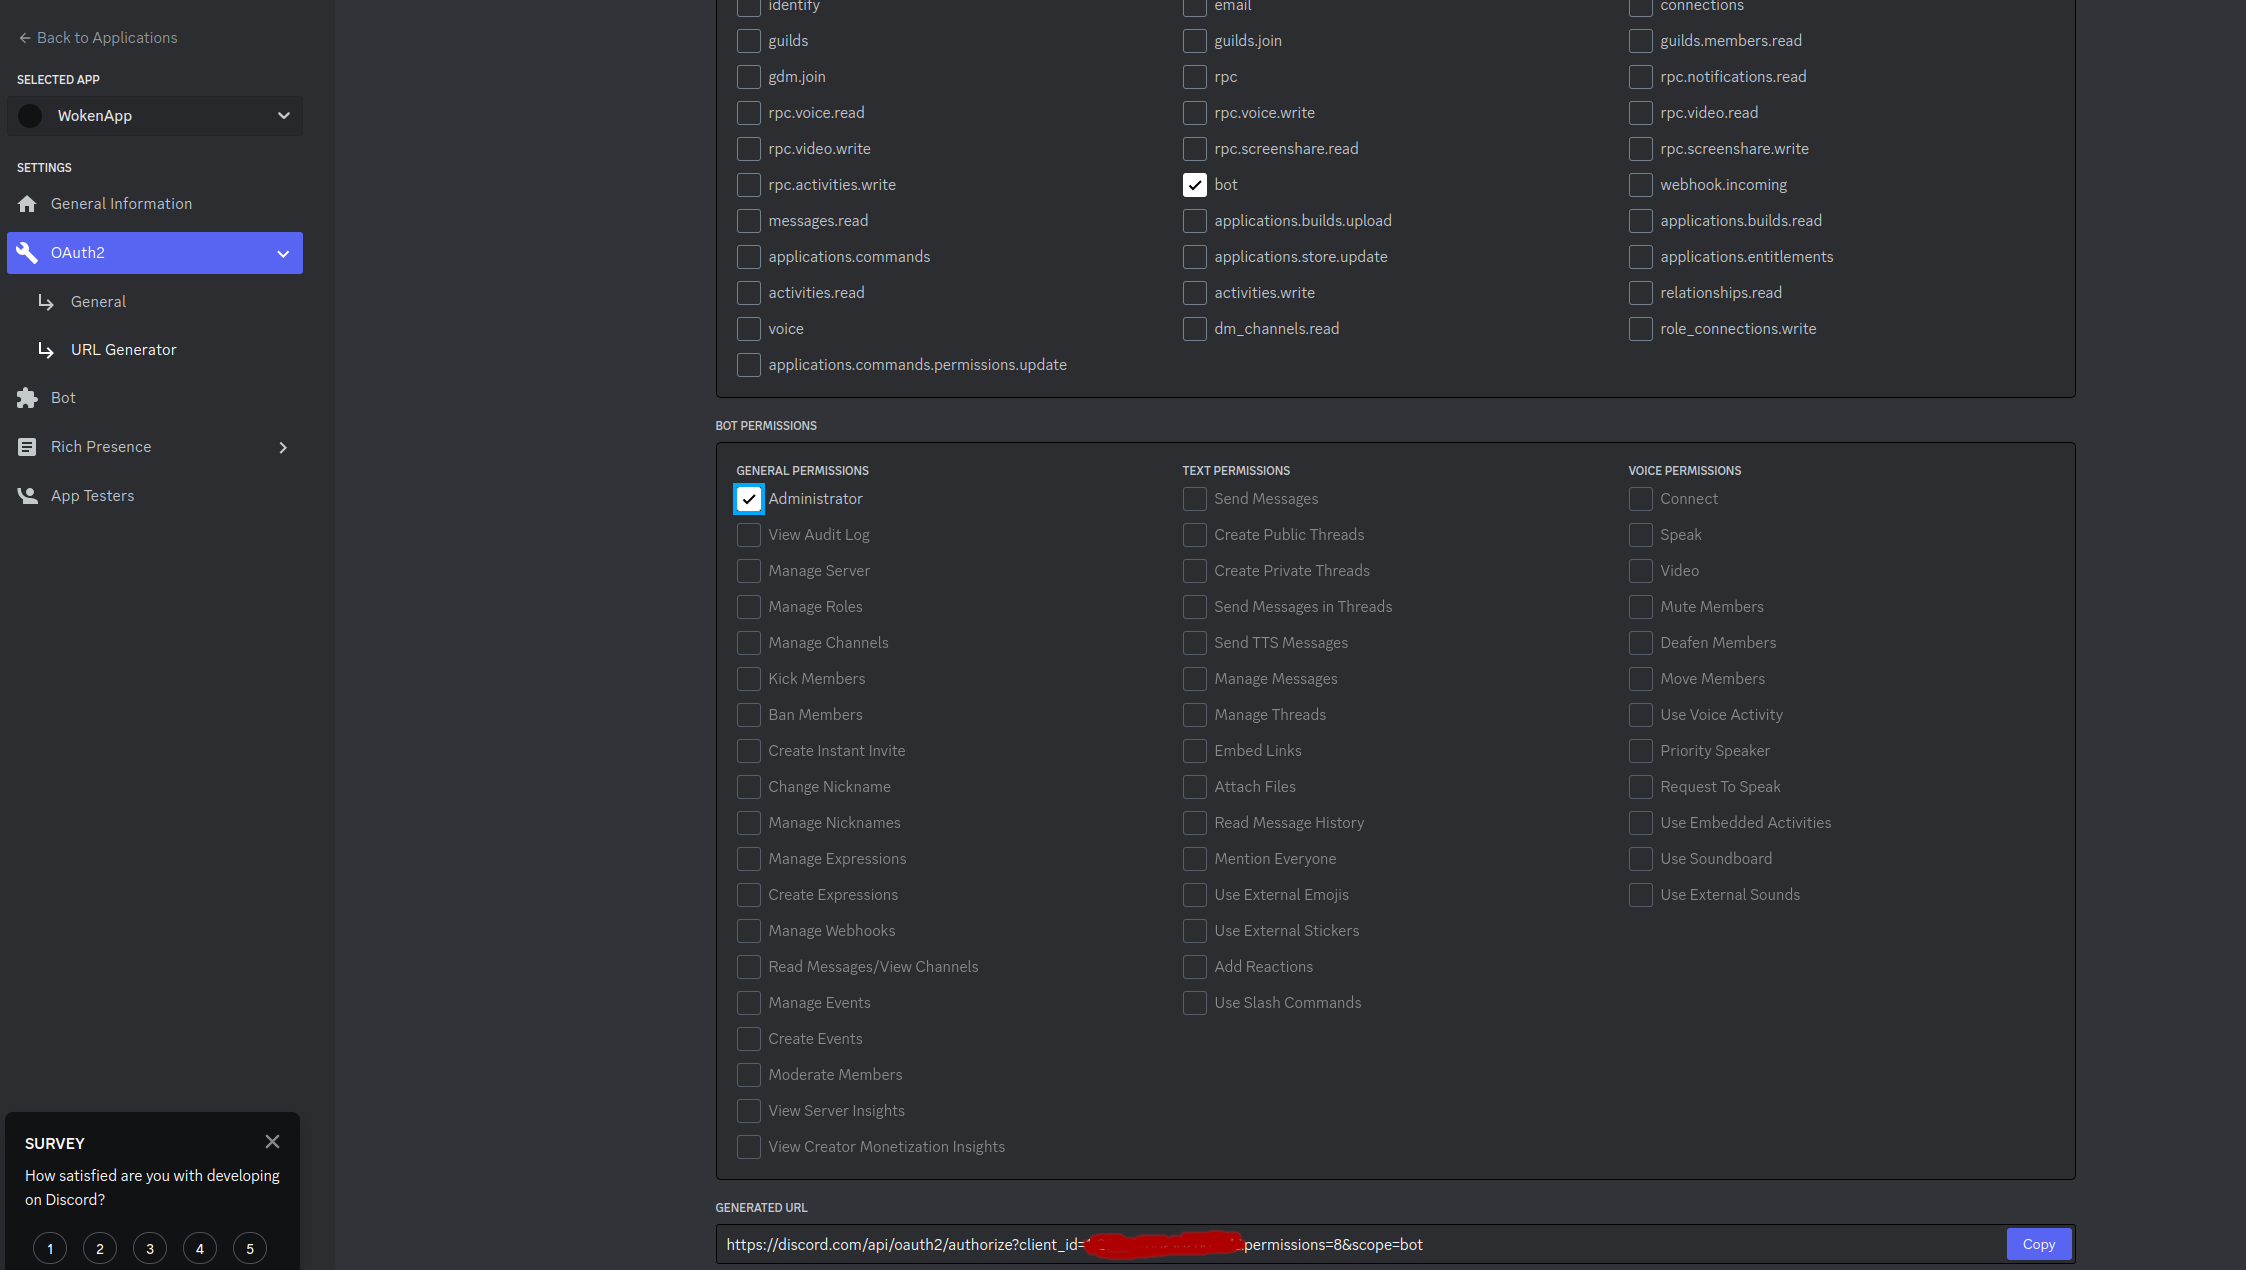 Back to Applications
SELECTED APP
WokenApp
SETTINGS
General Information
OAuth2
General
URL Generator
Bot
Rich Presence
App Testers
SURVEY
How satisfied are you with developing
on Discord?
1 2 3 4 5
identify email connections
guilds guilds.join guilds.members.read
gdm.join rpc rpc.notifications.read
rpc.voice.read rpc.voice.write rpc.video.read
rpc.video.write rpc.screenshare.read rpc.screenshare.write
rpc.activities.write bot webhook.incoming
messages.read applications.builds.upload applications.builds.read
applications.commands applications.store.update applications.entitlements
activities.read activities.write relationships.read
voice dm_channels.read role_connections.write
applications.commands.permissions.update
BOT PERMISSIONS
GENERAL PERMISSIONS
Administrator
View Audit Log
Manage Server
Manage Roles
Manage Channels
Kick Members
Ban Members
Create Instant Invite
Change Nickname
Manage Nicknames
Manage Expressions
Create Expressions
Manage Webhooks
Read Messages/View Channels
Manage Events
Create Events
Moderate Members
View Server Insights
View Creator Monetization Insights
TEXT PERMISSIONS
Send Messages
Create Public Threads
Create Private Threads
Send Messages in Threads
Send TTS Messages
Manage Messages
Manage Threads
Embed Links
Attach Files
Read Message History
Mention Everyone
Use External Emojis
Use External Stickers
Add Reactions
Use Slash Commands
VOICE PERMISSIONS
Connect
Speak
Video
Mute Members
Deafen Members
Move Members
Use Voice Activity
Priority Speaker
Request To Speak
Use Embedded Activities
Use Soundboard
Use External Sounds
GENERATED URL
https://discord.com/api/oauth2/authorize?client_id= permissions=8&scope=bot
Copy